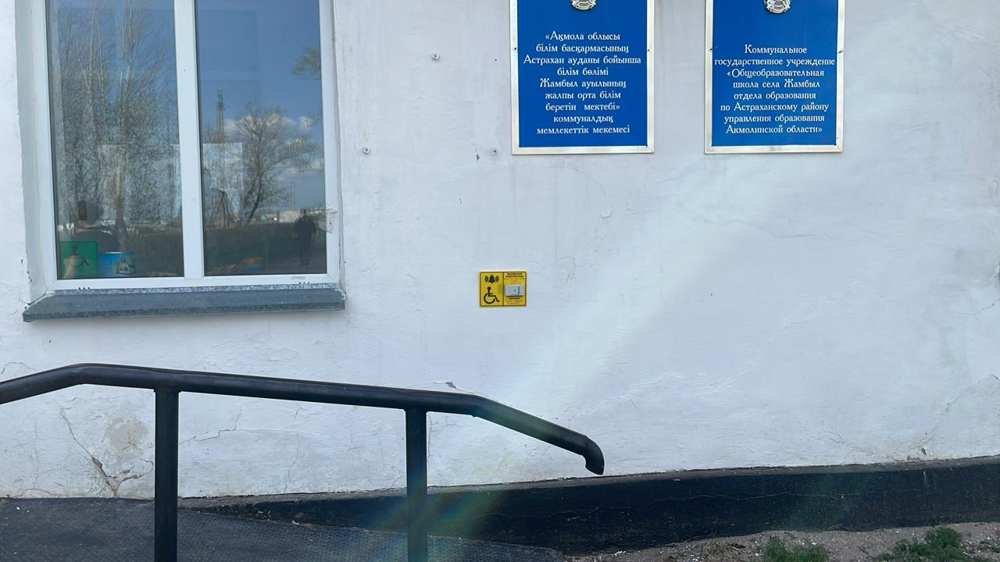 «Ақмола облысы
білім басқармасының
Астрахан ауданы бойынша
білім бөлімі
Жамбыл ауылының
жалпы орта білім
беретін мектебі»
коммуналдық
мемлекеттік мекемесі
Коммунальное
государственное учреждение
«Общеобразовательная
школа села Жамбыл
отдела образования
по Астраханскому району
управления образования
Акмолинской области»